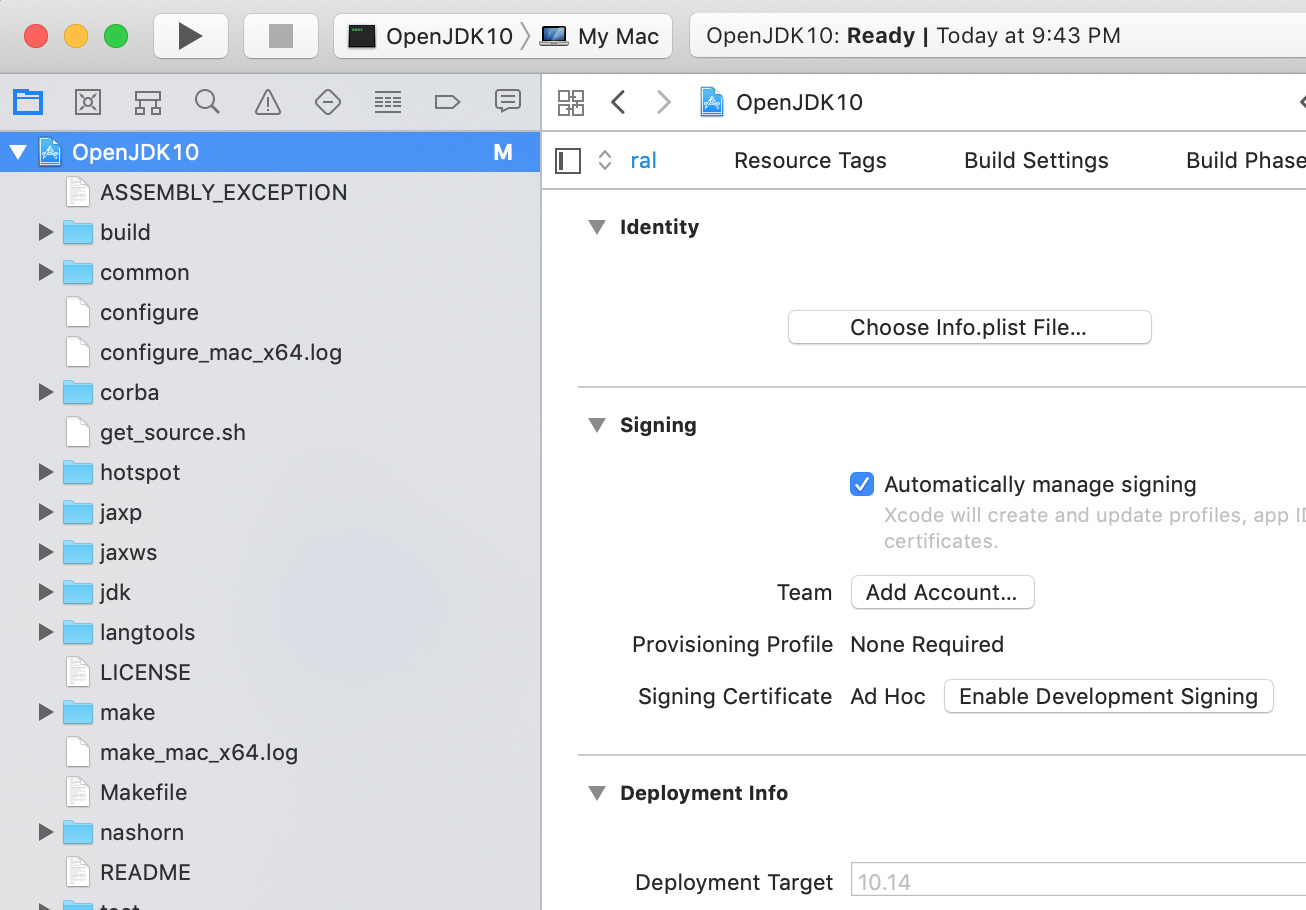 OpenJDK10 My Mac
OpenJDK10: Ready | Today at 9:43 PM
OpenJDK10 M
ASSEMBLY_EXCEPTION
build
common
configure
configure_mac_x64.log
corba
get_source.sh
hotspot
jaxp
jaxws
jdk
langtools
LICENSE
make
make_mac_x64.log
Makefile
nashorn
README
test
OpenJDK10
ral Resource Tags Build Settings Build Phase
Identity
Choose Info.plist File...
Signing
Automatically manage signing
Xcode will create and update profiles, app ID
certificates.
Team Add Account...
Provisioning Profile None Required
Signing Certificate Ad Hoc Enable Development Signing
Deployment Info
Deployment Target 10.14